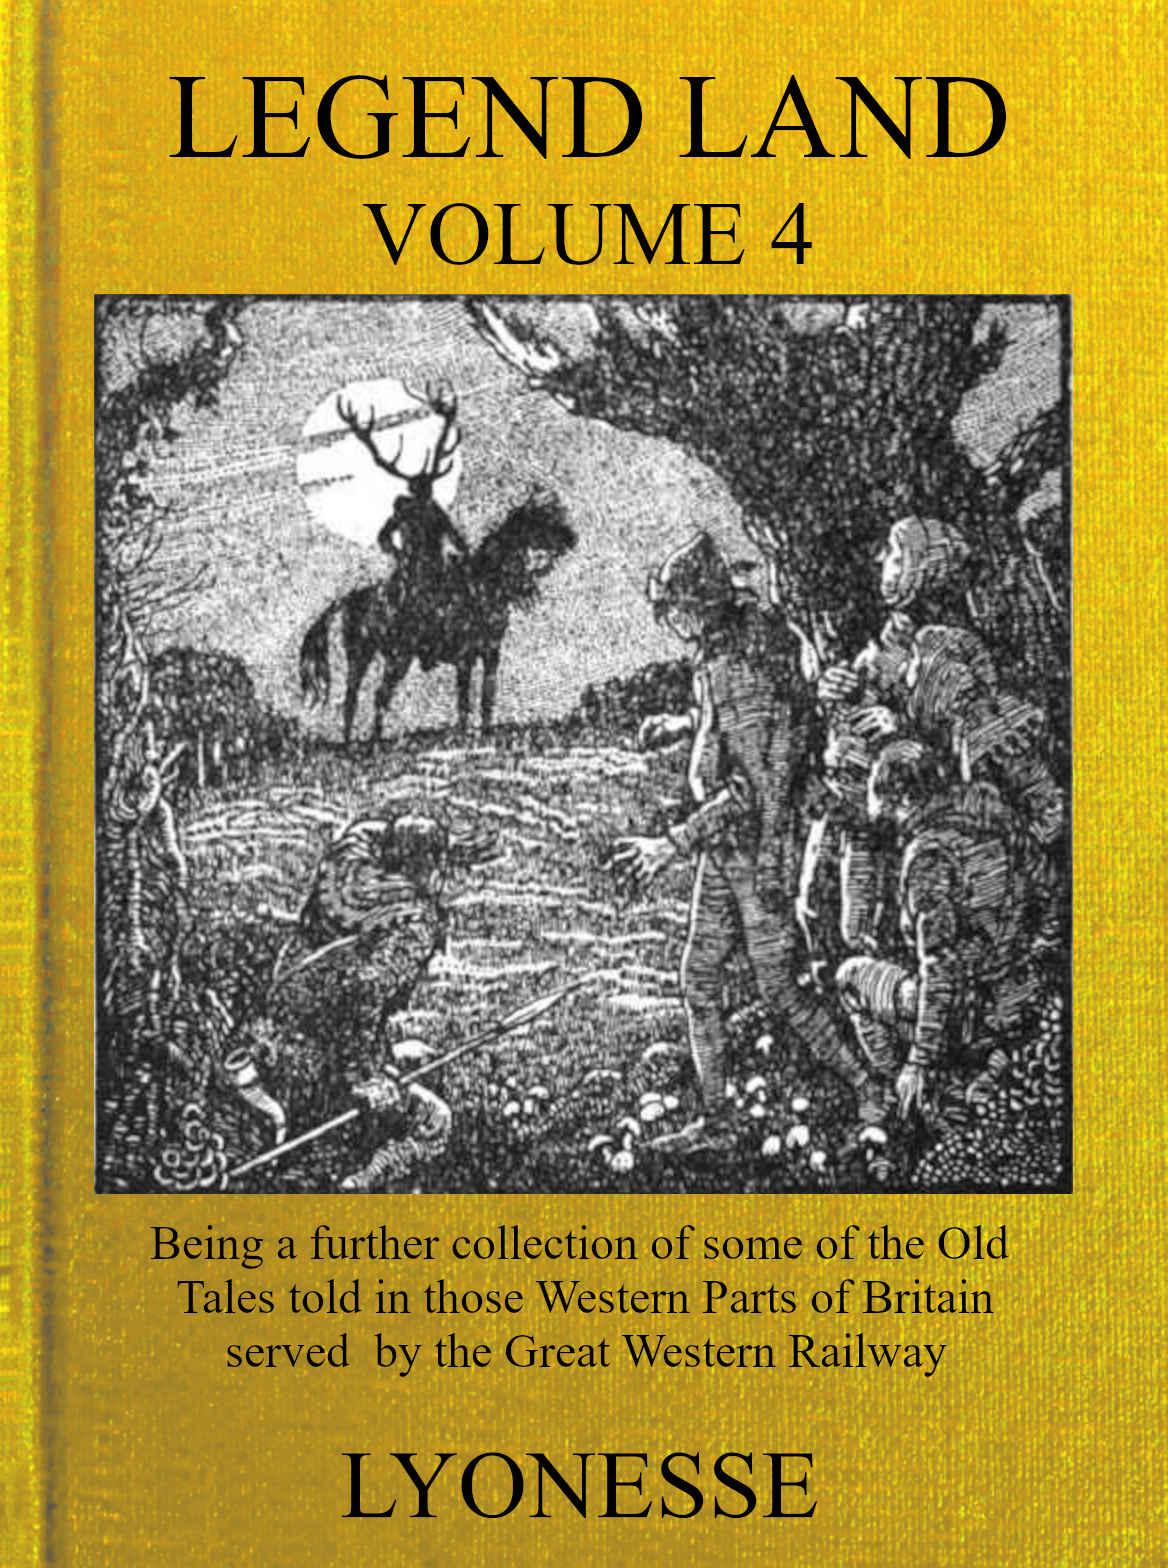 LEGEND LAND
VOLUME 4
Being a further collection of some of the Old
Tales told in those Western Parts of Britain
served by the Great Western Railway
LYONESSE